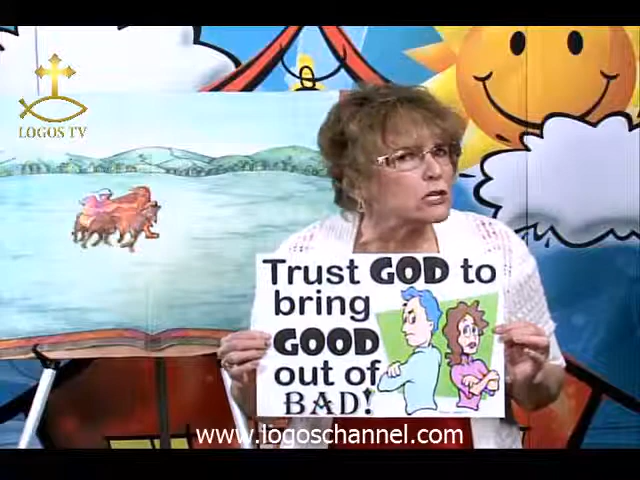 LOGOS TV
Trust GOD to
bring
GOOD
out of
BAD!
www.logoschannel.com